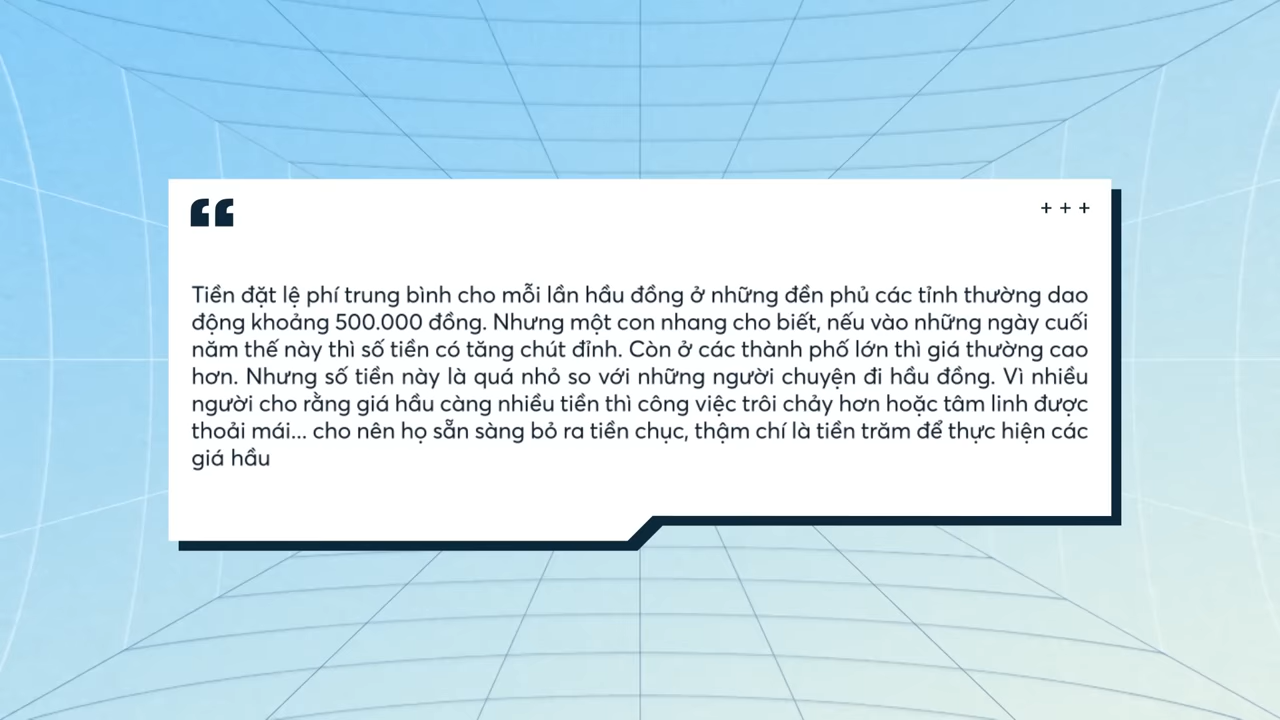 Tiền đặt lệ phí trung bình cho mỗi lần hầu đồng ở những đền phủ các tỉnh thường dao
động khoảng 500.000 đồng. Nhưng một con nhang cho biết, nếu vào những ngày cuối
năm thế này thì số tiền có tăng chút đỉnh. Còn ở các thành phố lớn thì giá thường cao
hơn. Nhưng số tiền này là quá nhỏ so với những người chuyện đi hầu đồng. Vì nhiều
người cho rằng giá hầu càng nhiều tiền thì công việc trôi chảy hơn hoặc tâm linh được
thoải mái... cho nên họ sẵn sàng bỏ ra tiền chục, thậm chí là tiền trăm để thực hiện các
giá hầu